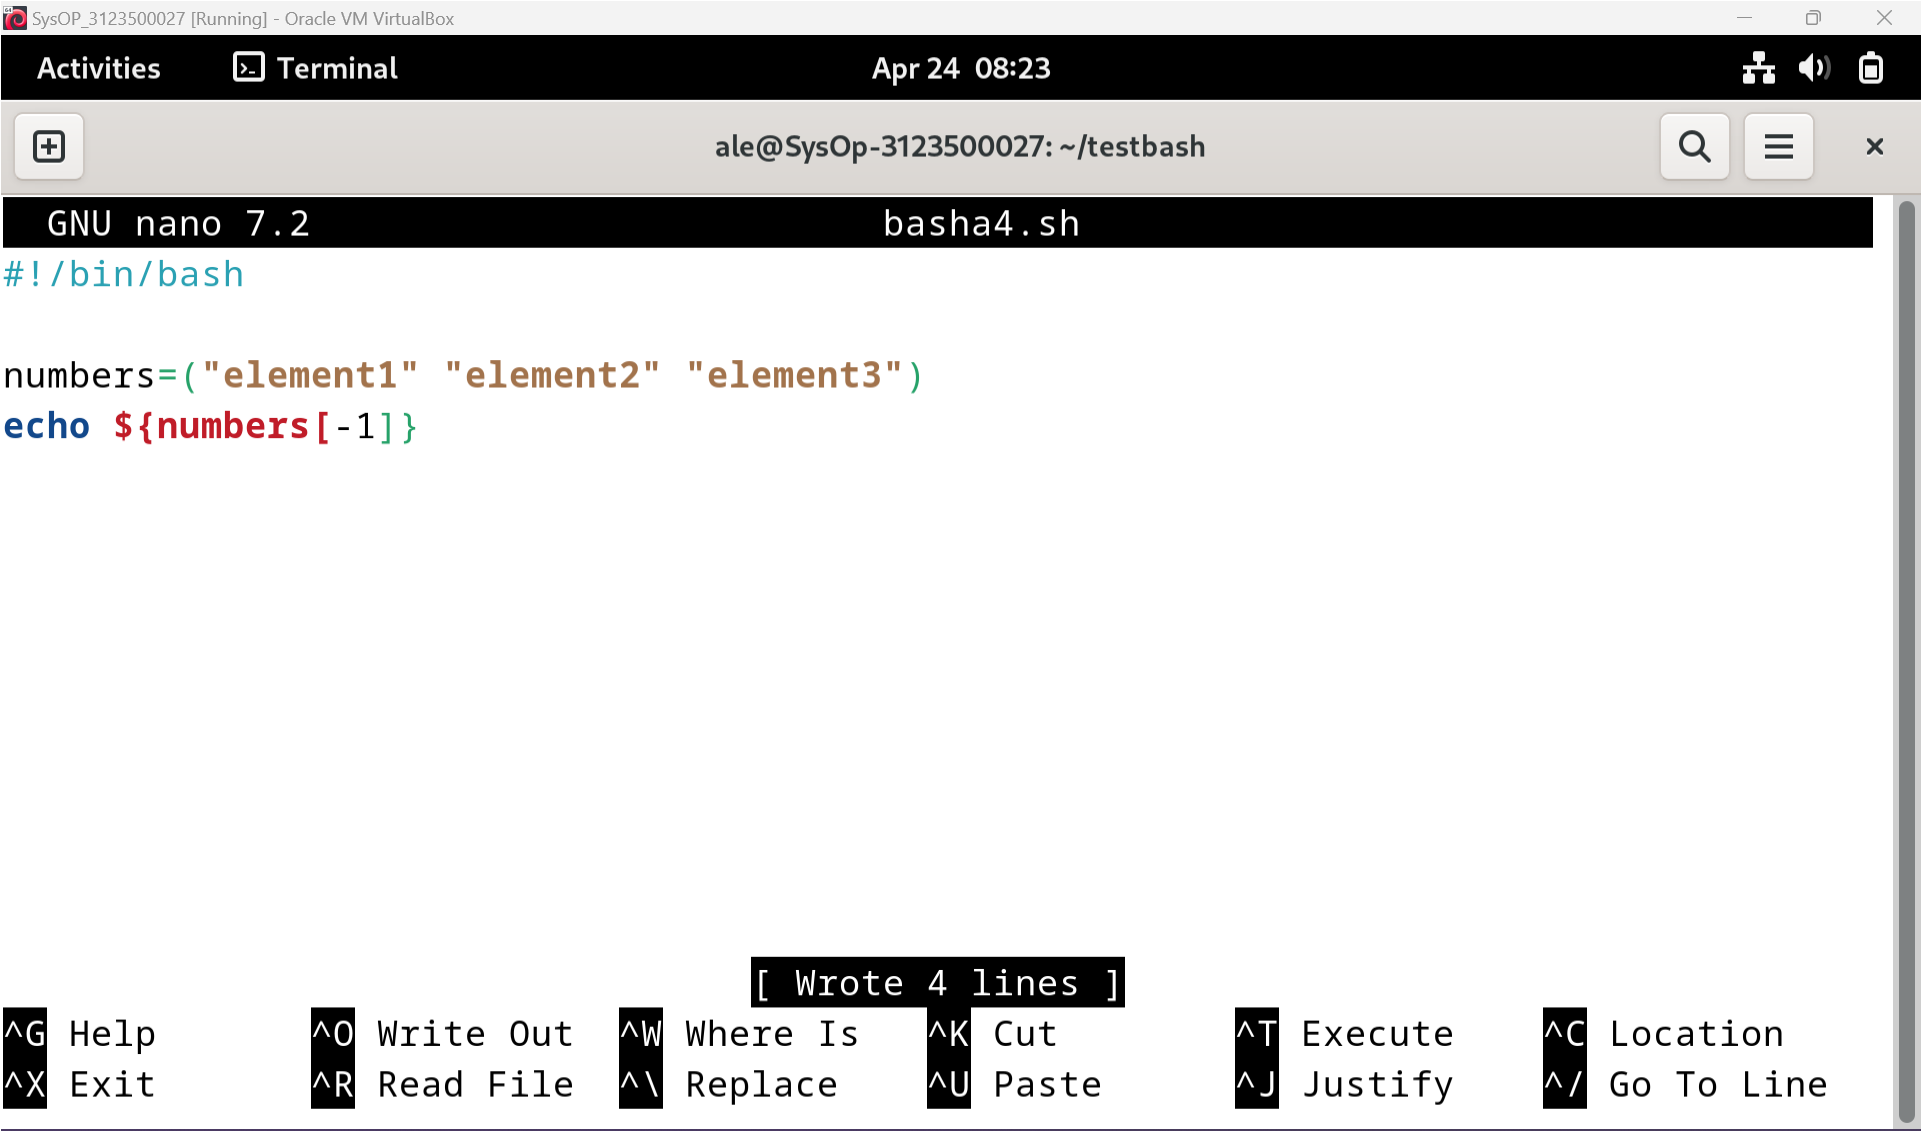 SysOP_3123500027 [Running] - Oracle VM VirtualBox
Activities Terminal Apr 24 08:23
ale@SysOp-3123500027: ~/testbash
GNU nano 7.2 basha4.sh
#!/bin/bash
numbers=("element1" "element2" "element3")
echo ${numbers[-1]}
[ Wrote 4 lines ]
^G Help ^O Write Out ^W Where Is ^K Cut ^T Execute ^C Location
^X Exit ^R Read File ^\ Replace ^U Paste ^J Justify ^/ Go To Line